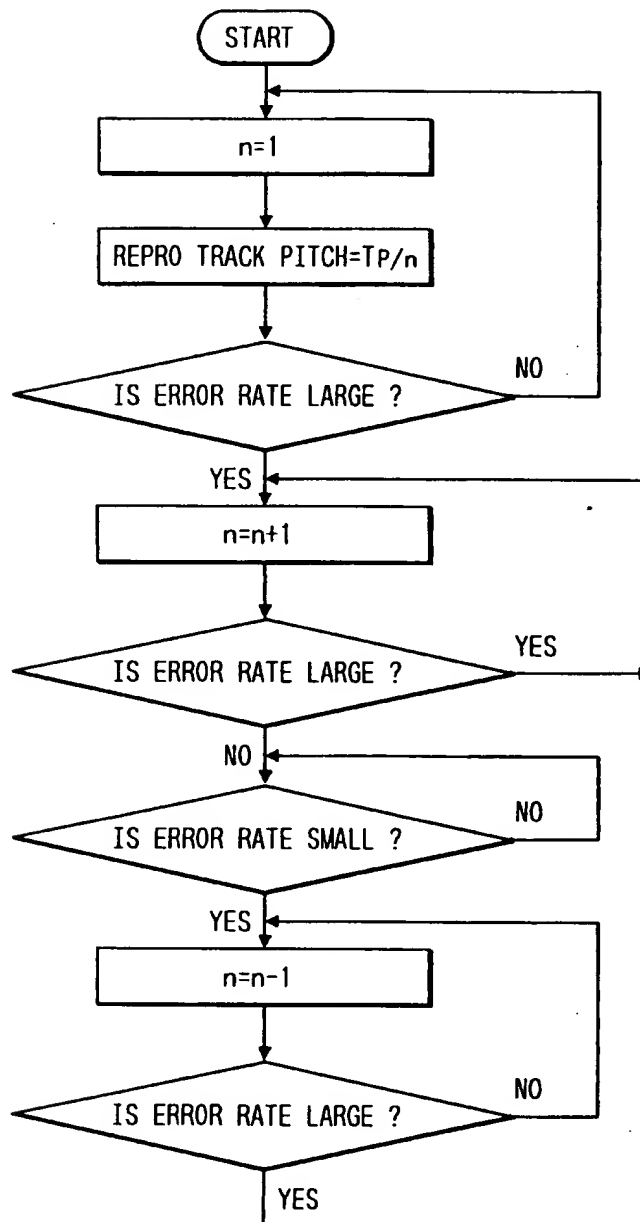 START
n=1
REPRO TRACK PITCH=TP/n
IS ERROR RATE LARGE ?
NO
YES
n=n+1
IS ERROR RATE LARGE ?
YES
NO
IS ERROR RATE SMALL ?
NO
YES
n=n-1
IS ERROR RATE LARGE ?
NO
YES